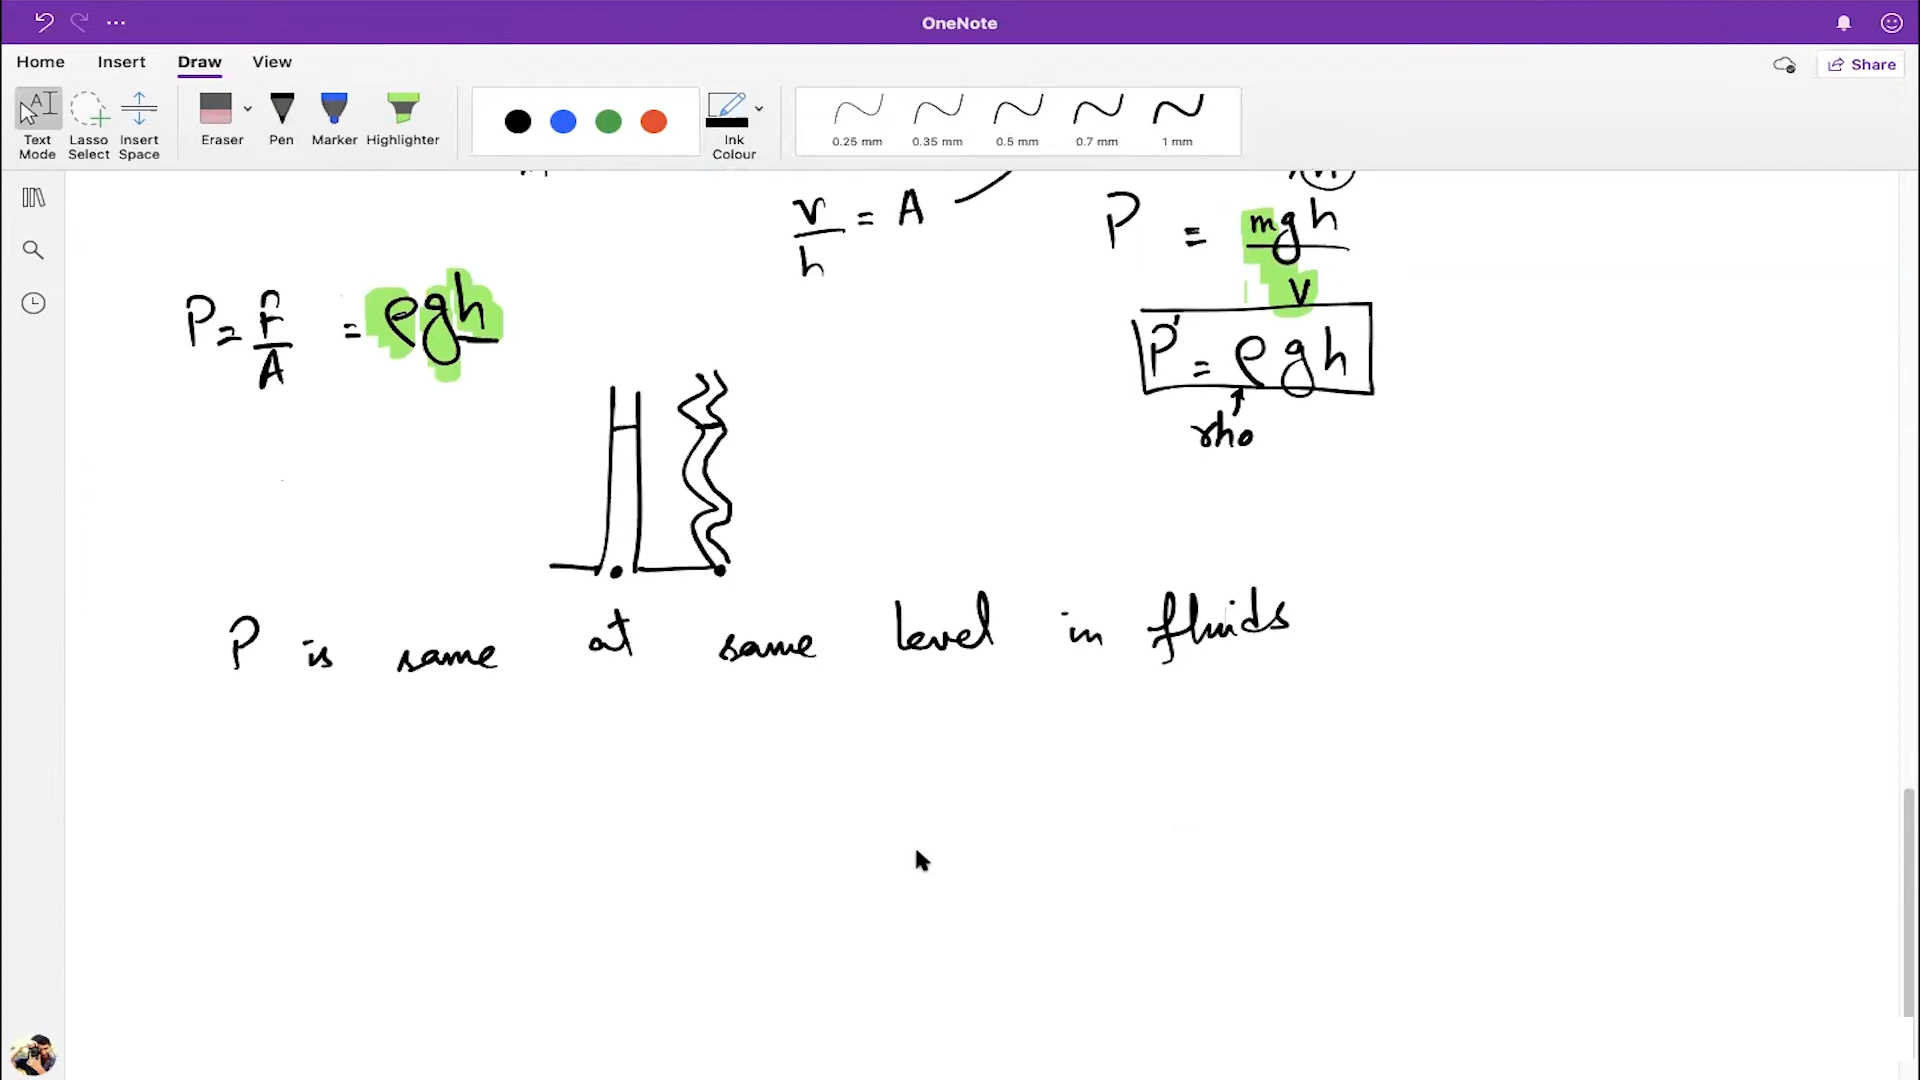 OneNote
Home Insert Draw View
Share
Text Mode
Lasso Select
Insert Space
Eraser
Pen
Marker
Highlighter
Ink Colour
0.25 mm
0.35 mm
0.5 mm
0.7 mm
1 mm
v/h = A
P = mgh/v
P = F/A = ρgh
P' = ρgh
rho
P is same at same level in fluids